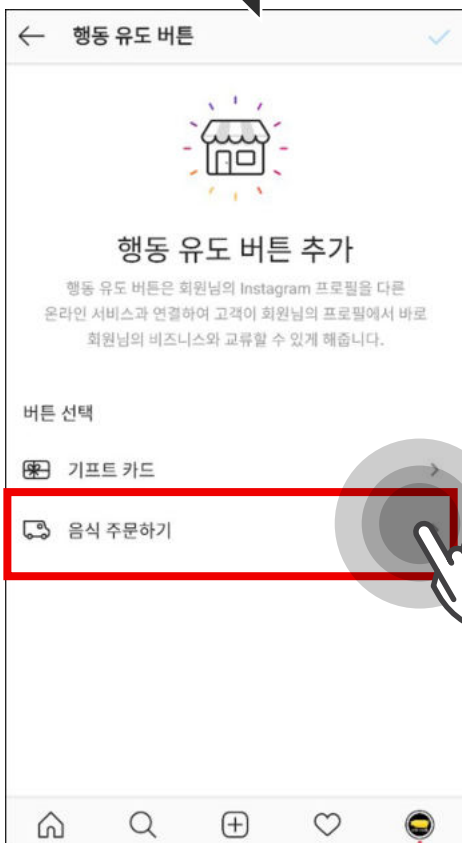 행동 유도 버튼
행동 유도 버튼 추가
행동 유도 버튼은 회원님의 Instagram 프로필을 다른
온라인 서비스과 연결하여 고객이 회원님의 프로필에서 바로
회원님의 비즈니스와 교류할 수 있게 해줍니다.
버튼 선택
기프트 카드
음식 주문하기